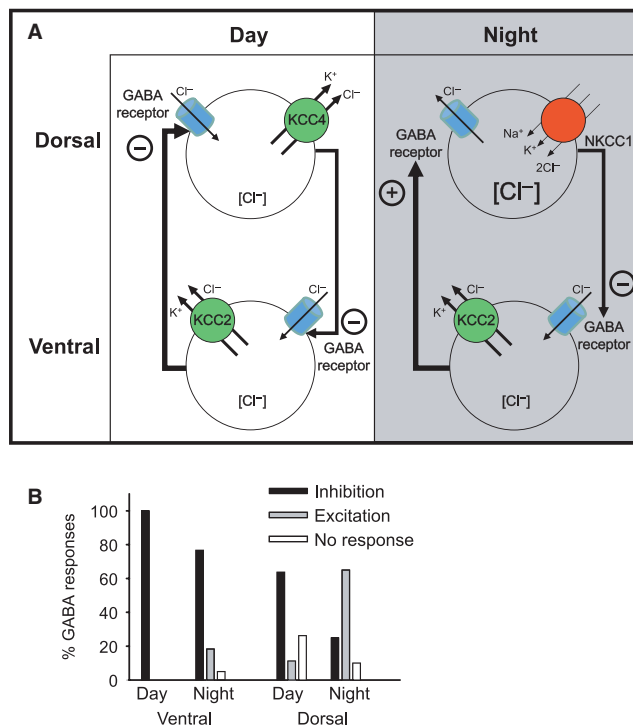 A
Day
Night
Dorsal
Ventral
GABA
receptor
Cl–
K+
Cl–
KCC4
–
[Cl–]
Cl–
K+
KCC2
Cl–
–
GABA
receptor
[Cl–]
Cl–
GABA
receptor
Na+
K+
2Cl–
NKCC1
[Cl–]
+
–
Cl–
K+
KCC2
Cl–
GABA
receptor
[Cl–]
B
Inhibition
Excitation
No response
% GABA responses
100
80
60
40
20
0
Day Night Day Night
Ventral Dorsal